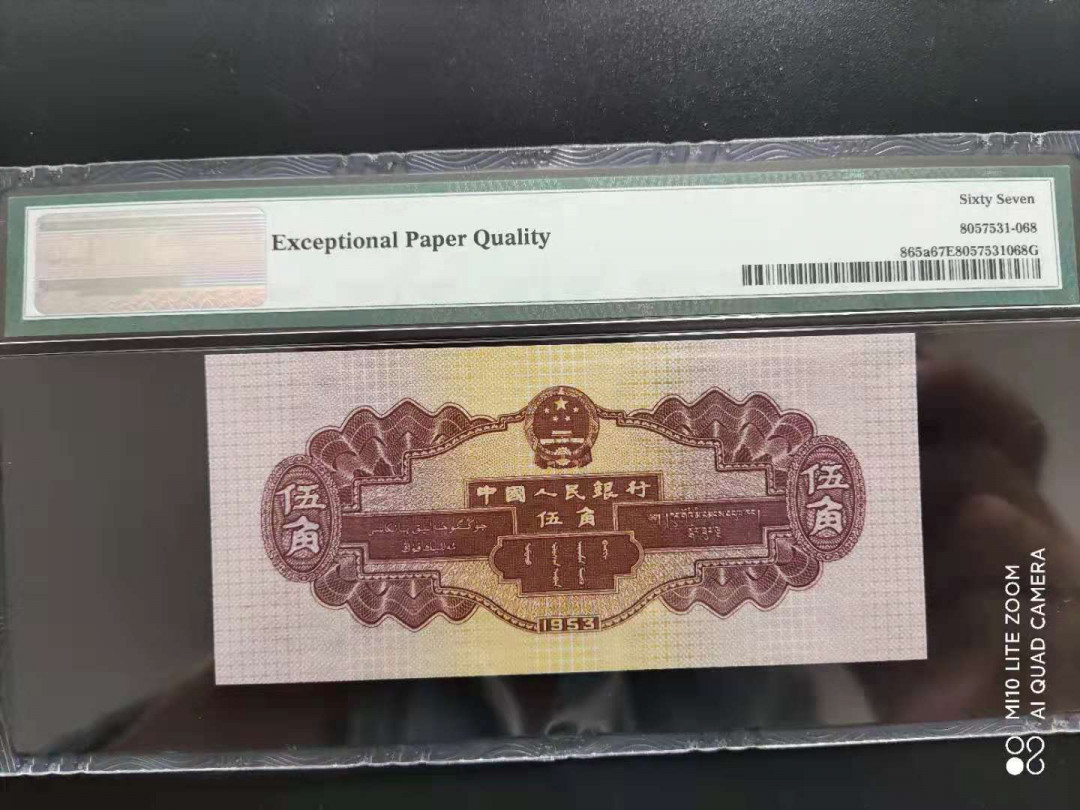 Sixty Seven
Exceptional Paper Quality
8057531-068
865a67E8057531068G
中國人民銀行
伍角
伍角
伍角
1953
MI10 LITE ZOOM
AI QUAD CAMERA